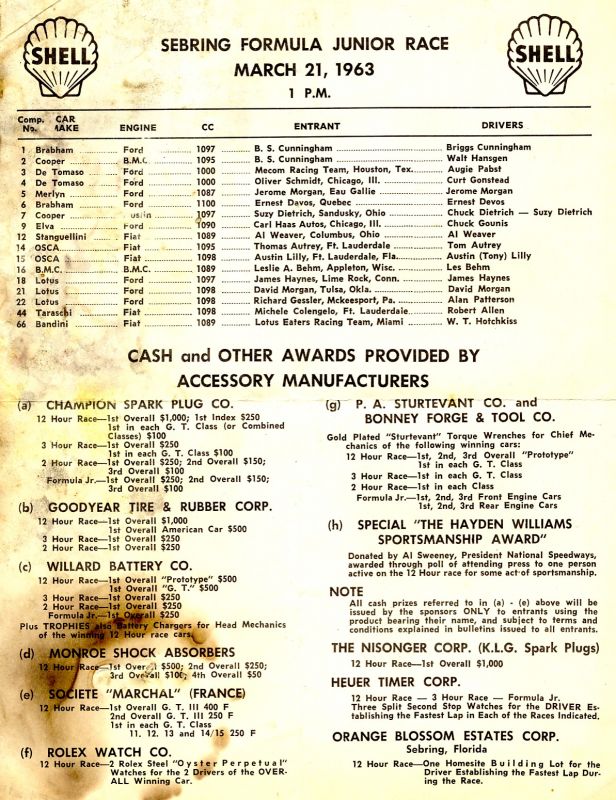 SHELL
SHELL
SEBRING FORMULA JUNIOR RACE
MARCH 21, 1963
1 P.M.
Comp. No. CAR MAKE ENGINE CC ENTRANT DRIVERS
1 Brabham Ford 1097 B. S. Cunningham Briggs Cunningham
2 Cooper B.M.C. 1095 B. S. Cunningham Walt Hansgen
3 De Tomaso Ford 1000 Mecom Racing Team, Houston, Tex. Augie Pabst
4 De Tomaso Ford 1000 Oliver Schmidt, Chicago, Ill. Curt Gonstead
5 Merlyn Ford 1087 Jerome Morgan, Eau Gallie Jerome Morgan
6 Brabham Ford 1100 Ernest Davos, Quebec Ernest Devos
7 Cooper ustin 1097 Suzy Dietrich, Sandusky, Ohio Chuck Dietrich — Suzy Dietrich
9 Elva Ford 1090 Carl Haas Autos, Chicago, Ill. Chuck Gounis
12 Stanguellini Fiat 1089 Al Weaver, Columbus, Ohio Al Weaver
14 OSCA Fiat 1095 Thomas Autrey, Ft. Lauderdale Tom Autrey
15 OSCA Fiat 1098 Austin Lilly, Ft. Lauderdale, Fla. Austin (Tony) Lilly
16 B.M.C. B.M.C. 1089 Leslie A. Behm, Appleton, Wisc. Les Behm
18 Lotus Ford 1097 James Haynes, Lime Rock, Conn. James Haynes
21 Lotus Ford 1098 David Morgan, Tulsa, Okla. David Morgan
22 Lotus Ford 1098 Richard Gessler, Mckeesport, Pa. Alan Patterson
44 Taraschi Fiat 1098 Michele Colengelo, Ft. Lauderdale Robert Allen
66 Bandini Fiat 1089 Lotus Eaters Racing Team, Miami W. T. Hotchkiss
CASH and OTHER AWARDS PROVIDED BY
ACCESSORY MANUFACTURERS
(a) CHAMPION SPARK PLUG CO.
12 Hour Race—1st Overall $1,000; 1st Index $250
1st in each G. T. Class (or Combined
Classes) $100
3 Hour Race—1st Overall $250
1st in each G. T. Class $100
2 Hour Race—1st Overall $250; 2nd Overall $150;
3rd Overall $100
Formula Jr.—1st Overall $250; 2nd Overall $150;
3rd Overall $100
(b) GOODYEAR TIRE & RUBBER CORP.
12 Hour Race—1st Overall $1,000
1st Overall American Car $500
3 Hour Race—1st Overall $250
2 Hour Race—1st Overall $250
(c) WILLARD BATTERY CO.
12 Hour Race—1st Overall "Prototype" $500
1st Overall "G. T." $500
3 Hour Race—1st Overall $250
2 Hour Race—1st Overall $250
Formula Jr.—1st Overall $250
Plus TROPHIES also Battery Chargers for Head Mechanics
of the winning 12 Hour race cars.
(d) MONROE SHOCK ABSORBERS
12 Hour Race—1st Over $500; 2nd Overall $250;
3rd Overall $100; 4th Overall $50
(e) SOCIETE "MARCHAL" (FRANCE)
12 Hour Race—1st Overall G. T. III 400 F
2nd Overall G. T. III 250 F
1st in each G. T. Class
11. 12. 13 and 14/15 250 F
(f) ROLEX WATCH CO.
12 Hour Race—2 Rolex Steel "Oyster Perpetual"
Watches for the 2 Drivers of the OVER-
ALL Winning Car.
(g) P. A. STURTEVANT CO. and
BONNEY FORGE & TOOL CO.
Gold Plated "Sturtevant" Torque Wrenches for Chief Me-
chanics of the following winning cars:
12 Hour Race—1st, 2nd, 3rd Overall "Prototype"
1st in each G. T. Class
3 Hour Race—1st in each G. T. Class
2 Hour Race—1st in each Class
Formula Jr.—1st, 2nd, 3rd Front Engine Cars
1st, 2nd, 3rd Rear Engine Cars
(h) SPECIAL "THE HAYDEN WILLIAMS
SPORTSMANSHIP AWARD"
Donated by Al Sweeney, President National Speedways,
awarded through poll of attending press to one person
active on the 12 Hour race for some act of sportsmanship.
NOTE
All cash prizes referred to in (a) - (e) above will be
issued by the sponsors ONLY to entrants using the
product bearing their name, and subject to terms and
conditions explained in bulletins issued to all entrants.
THE NISONGER CORP. (K.L.G. Spark Plugs)
12 Hour Race—1st Overall $1,000
HEUER TIMER CORP.
12 Hour Race — 3 Hour Race — Formula Jr.
Three Split Second Stop Watches for the DRIVER Es-
tablishing the Fastest Lap in Each of the Races Indicated.
ORANGE BLOSSOM ESTATES CORP.
Sebring, Florida
12 Hour Race—One Homesite Building Lot for the
Driver Establishing the Fastest Lap Dur-
ing the Race.